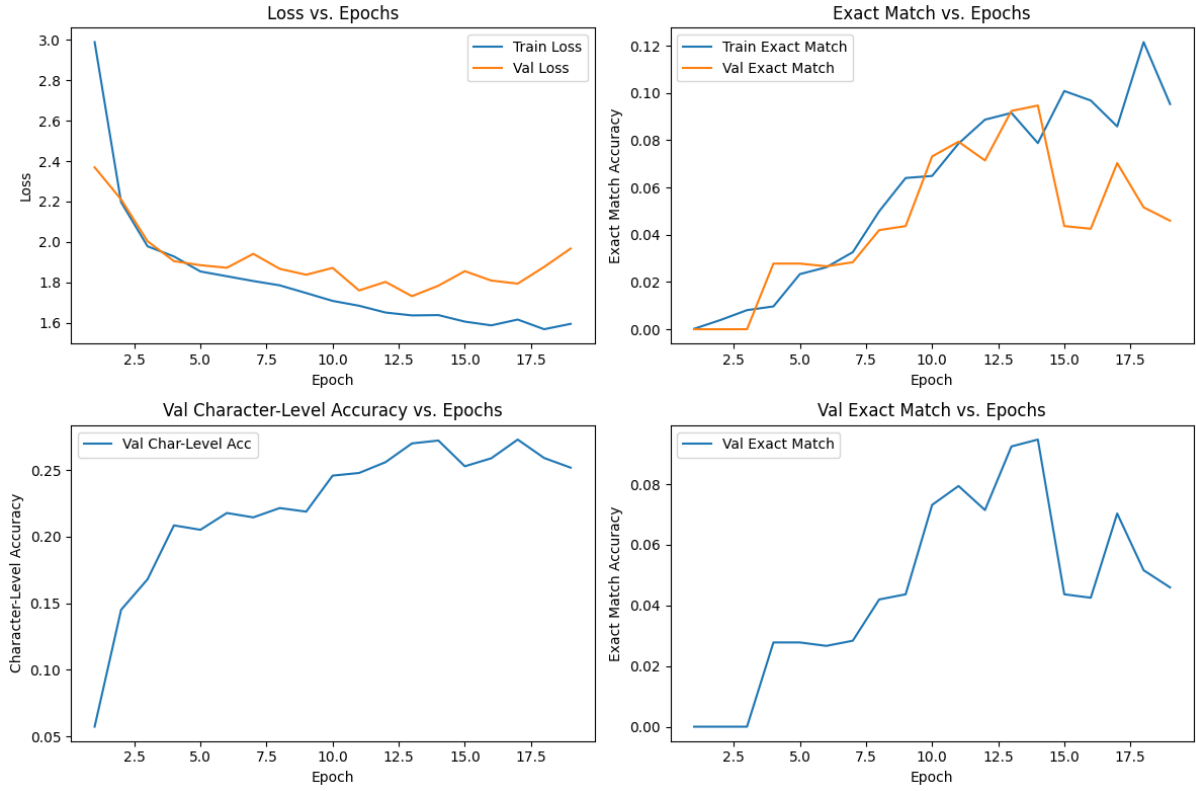 Loss vs. Epochs
3.0
2.8
2.6
2.4
2.2
2.0
1.8
1.6
Loss
Train Loss
Val Loss
2.5 5.0 7.5 10.0 12.5 15.0 17.5
Epoch
Exact Match vs. Epochs
0.12
0.10
0.08
0.06
0.04
0.02
0.00
Exact Match Accuracy
Train Exact Match
Val Exact Match
2.5 5.0 7.5 10.0 12.5 15.0 17.5
Epoch
Val Character-Level Accuracy vs. Epochs
0.25
0.20
0.15
0.10
0.05
Character-Level Accuracy
Val Char-Level Acc
2.5 5.0 7.5 10.0 12.5 15.0 17.5
Epoch
Val Exact Match vs. Epochs
0.08
0.06
0.04
0.02
0.00
Exact Match Accuracy
Val Exact Match
2.5 5.0 7.5 10.0 12.5 15.0 17.5
Epoch